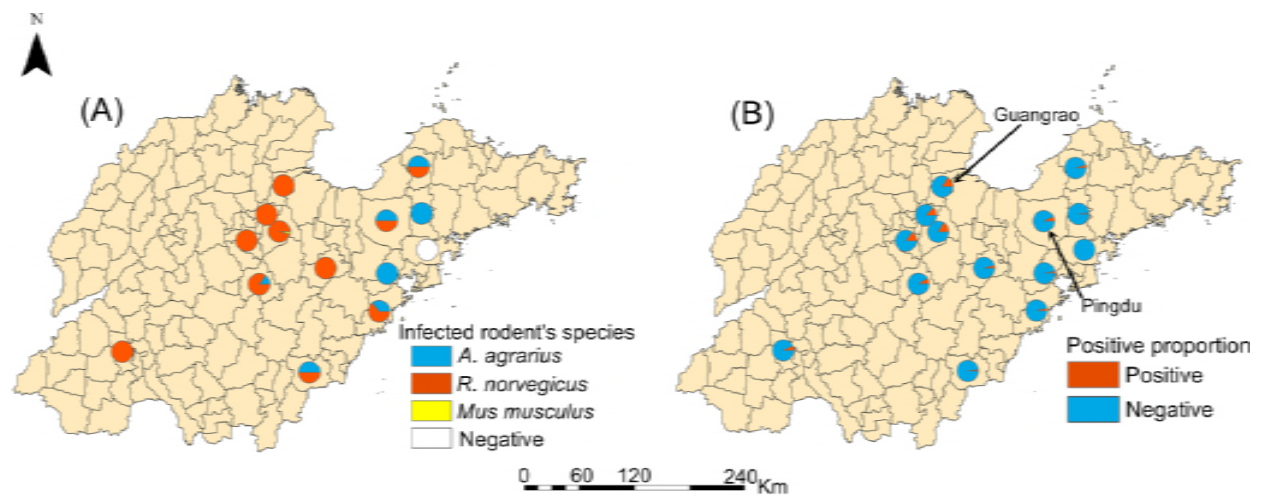 N
(A)
(B)
Guangrao
Pingdu
Infected rodent's species
A. agrarius
R. norvegicus
Mus musculus
Negative
Positive proportion
Positive
Negative
0 60 120 240 Km